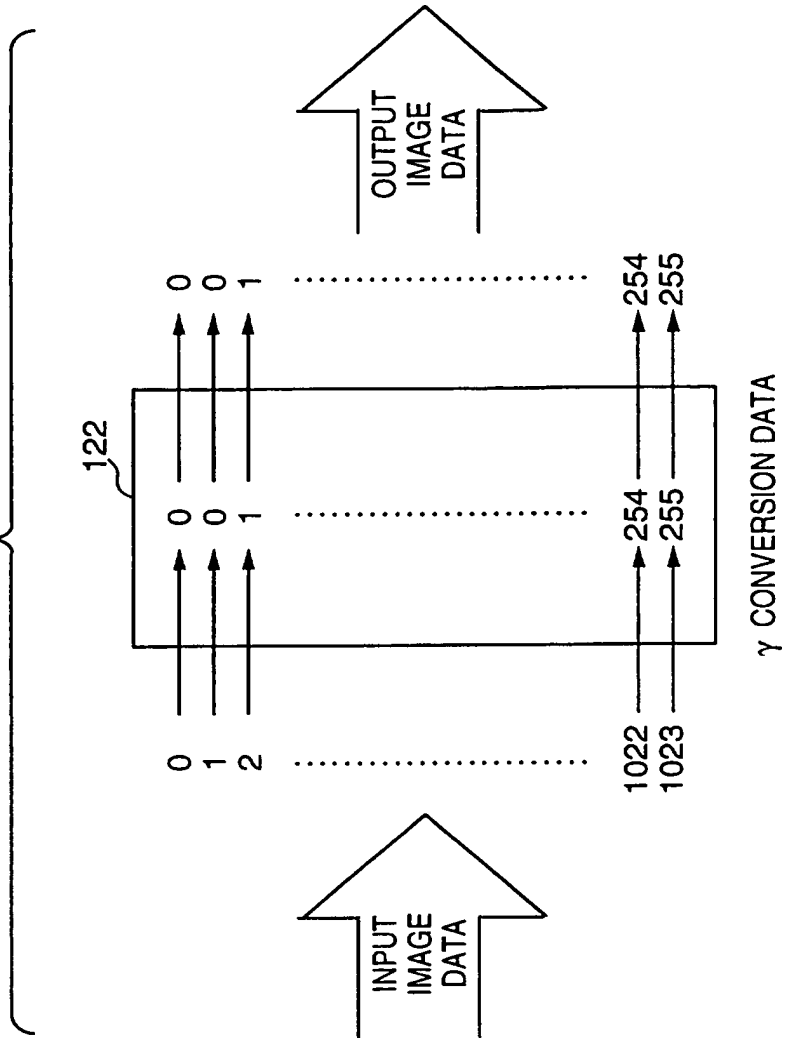 122
0 0 0
1 0 0
2 1 1
1022 254 254
1023 255 255
INPUT
IMAGE
DATA
OUTPUT
IMAGE
DATA
γ CONVERSION DATA